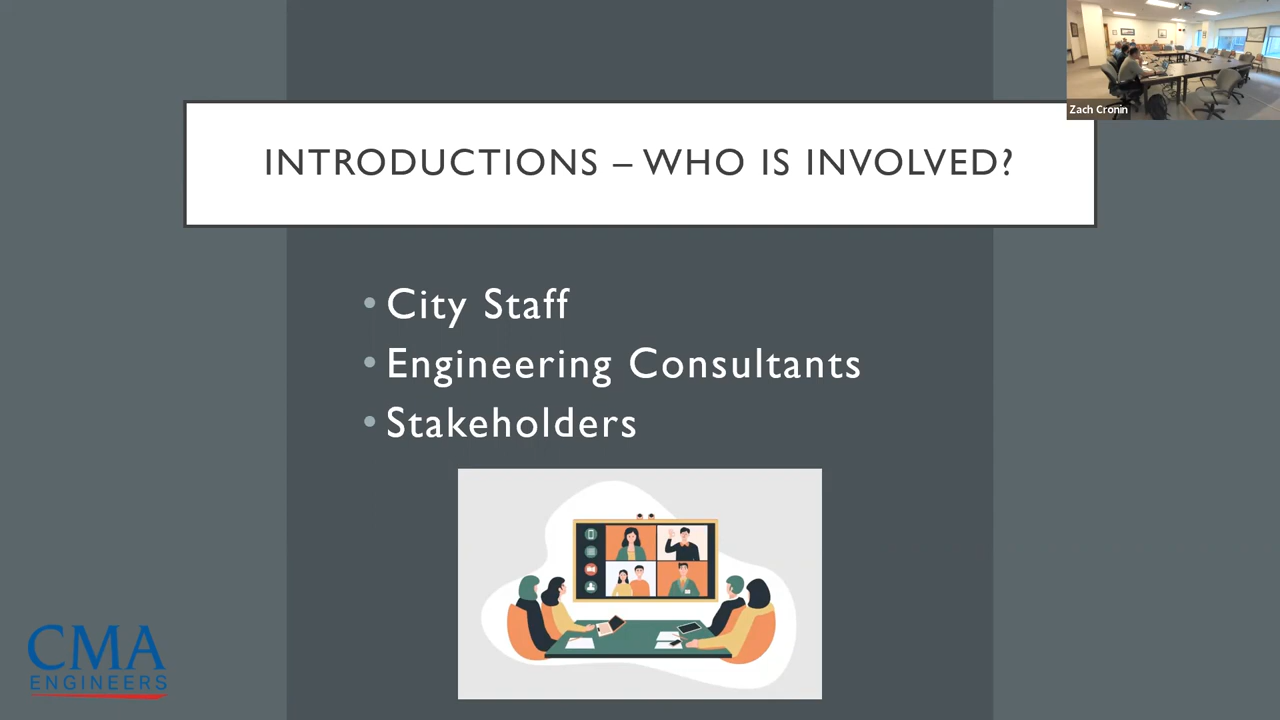 Zach Cronin
INTRODUCTIONS – WHO IS INVOLVED?
• City Staff
• Engineering Consultants
• Stakeholders
CMA
ENGINEERS